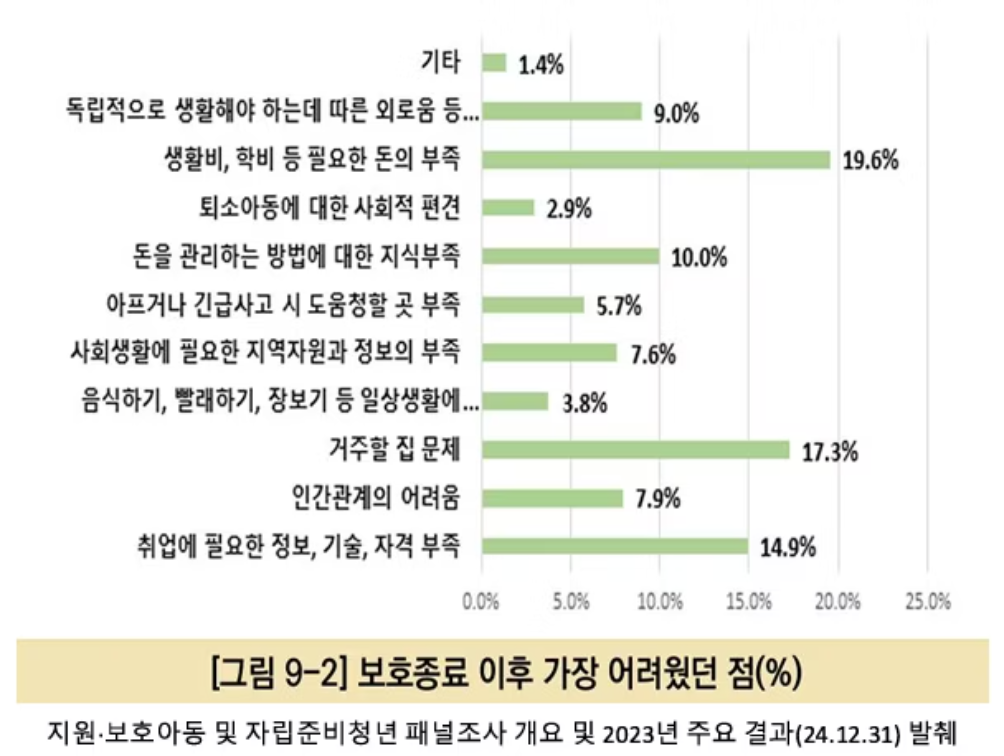 기타 1.4%
독립적으로 생활해야 하는데 따른 외로움 등... 9.0%
생활비, 학비 등 필요한 돈의 부족 19.6%
퇴소아동에 대한 사회적 편견 2.9%
돈을 관리하는 방법에 대한 지식부족 10.0%
아프거나 긴급사고 시 도움청할 곳 부족 5.7%
사회생활에 필요한 지역자원과 정보의 부족 7.6%
음식하기, 빨래하기, 장보기 등 일상생활에... 3.8%
거주할 집 문제 17.3%
인간관계의 어려움 7.9%
취업에 필요한 정보, 기술, 자격 부족 14.9%
0.0% 5.0% 10.0% 15.0% 20.0% 25.0%
[그림 9-2] 보호종료 이후 가장 어려웠던 점(%)
지원·보호아동 및 자립준비청년 패널조사 개요 및 2023년 주요 결과(24.12.31) 발췌